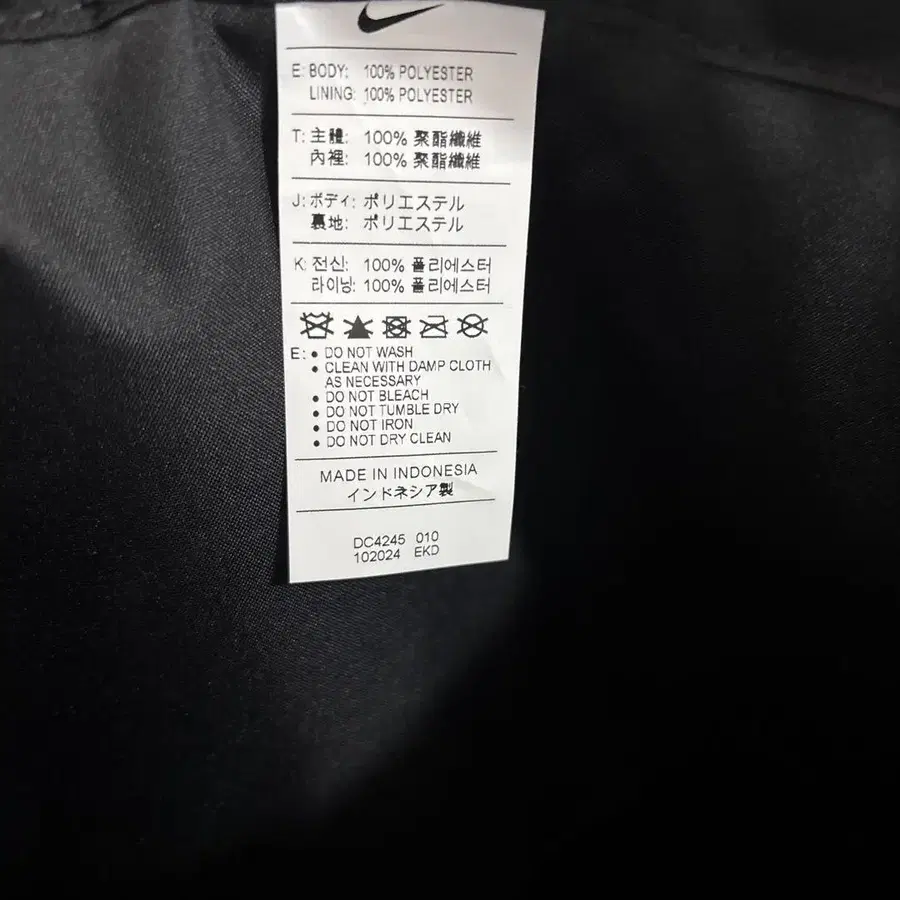 E: BODY: 100% POLYESTER
LINING: 100% POLYESTER
T: 主體: 100% 聚酯纖維
內裡: 100% 聚酯纖維
J: ボディ: ポリエステル
裏地: ポリエステル
K: 전신: 100% 폴리에스터
라이닝: 100% 폴리에스터
E: • DO NOT WASH
• CLEAN WITH DAMP CLOTH
AS NECESSARY
• DO NOT BLEACH
• DO NOT TUMBLE DRY
• DO NOT IRON
• DO NOT DRY CLEAN
MADE IN INDONESIA
インドネシア製
DC4245 010
102024 EKD